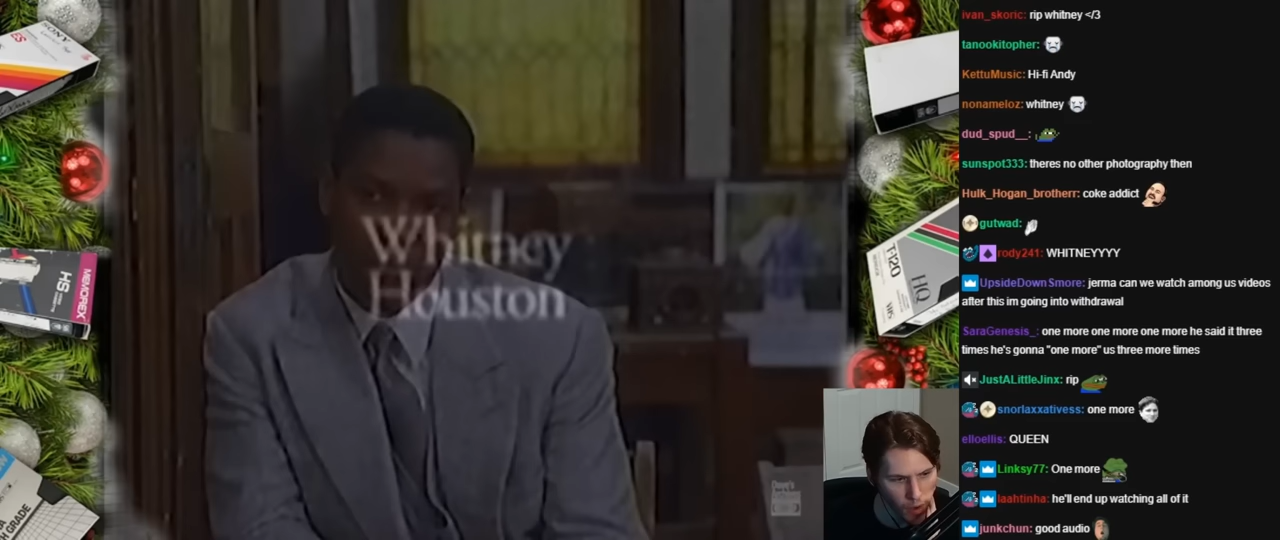 SONY
ES
MEMOREX
HS
GRADE
Whitney
Houston
T-120
HQ
VHS
ivan_skoric: rip whitney </3
tanookitopher:
KettuMusic: Hi-fi Andy
nonameloz: whitney
dud_spud__:
sunspot333: theres no other photography then
Hulk_Hogan_brotherr: coke addict
gutwad:
rody241: WHITNEYYYY
UpsideDownSmore: jerma can we watch among us videos
after this im going into withdrawal
SaraGenesis_: one more one more one more he said it three
times he's gonna "one more" us three more times
JustALittleJinx: rip
snorlaxxativess: one more
elloellis: QUEEN
Linksy77: One more
laahtinha: he'll end up watching all of it
junkchun: good audio